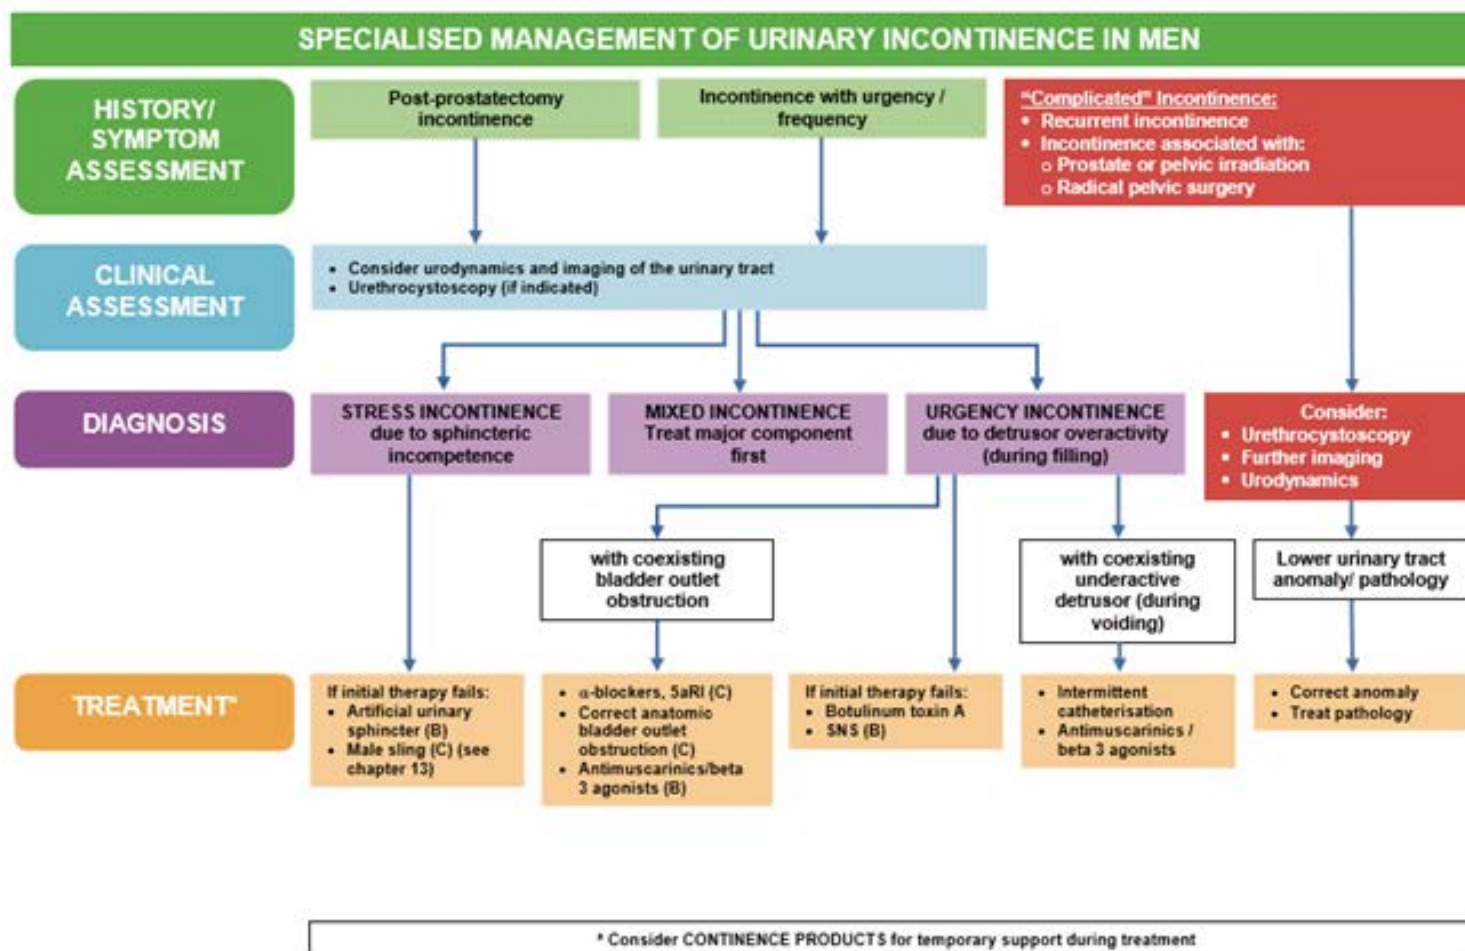 SPECIALISED MANAGEMENT OF URINARY INCONTINENCE IN MEN
HISTORY/
SYMPTOM
ASSESSMENT
Post-prostatectomy
incontinence
Incontinence with urgency /
frequency
“Complicated” Incontinence:
• Recurrent incontinence
• Incontinence associated with:
o Prostate or pelvic irradiation
o Radical pelvic surgery
CLINICAL
ASSESSMENT
• Consider urodynamics and imaging of the urinary tract
• Urethrocystoscopy (if indicated)
DIAGNOSIS
STRESS INCONTINENCE
due to sphincteric
incompetence
MIXED INCONTINENCE
Treat major component
first
URGENCY INCONTINENCE
due to detrusor overactivity
(during filling)
Consider:
• Urethrocystoscopy
• Further imaging
• Urodynamics
with coexisting
bladder outlet
obstruction
with coexisting
underactive
detrusor (during
voiding)
Lower urinary tract
anomaly/ pathology
TREATMENT*
If initial therapy fails:
• Artificial urinary
sphincter (B)
• Male sling (C) (see
chapter 13)
• α-blockers, 5aRI (C)
• Correct anatomic
bladder outlet
obstruction (C)
• Antimuscarinics/beta
3 agonists (B)
If initial therapy fails:
• Botulinum toxin A
• SNS (B)
• Intermittent
catheterisation
• Antimuscarinics /
beta 3 agonists
• Correct anomaly
• Treat pathology
* Consider CONTINENCE PRODUCTS for temporary support during treatment